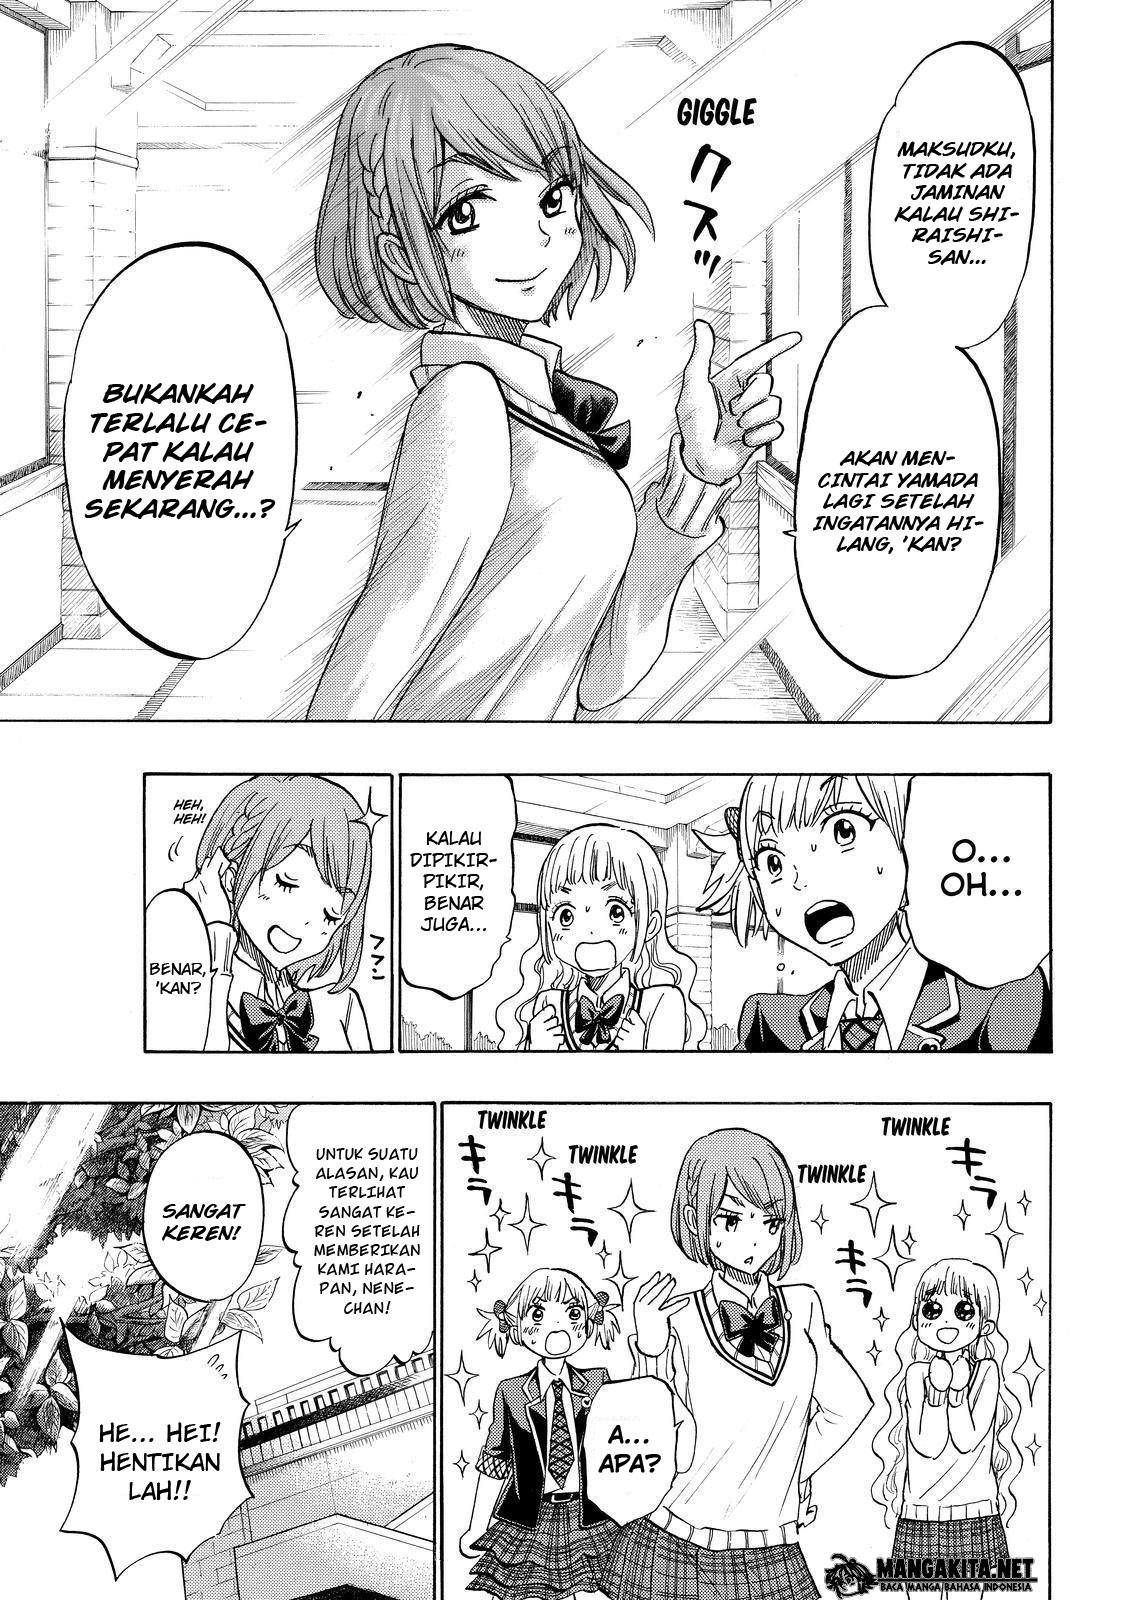 MAKSUDKU,
TIDAK ADA
JAMINAN
KALAU SHI-
RAISHI-
SAN...
AKAN MEN-
CINTAI YAMADA
LAGI SETELAH
INGATANNYA HI-
LANG, 'KAN?
GIGGLE
クスッ
BUKANKAH
TERLALU CE-
PAT KALAU
MENYERAH
SEKARANG...?
O...
OH...
KALAU
DIPIKIR-
PIKIR,
BENAR
JUGA...
HEH,
HEH!
BENAR,
'KAN?
TWINKLE
キラ
TWINKLE
キラ
TWINKLE
キラ
TWINKLE
A...
APA?
UNTUK SUATU
ALASAN, KAU
TERLIHAT
SANGAT KE-
REN SETELAH
MEMBERIKAN
KAMI HARA-
PAN, NENE-
CHAN!
SANGAT
KEREN!
HE... HEI!
HENTIKAN
LAH!!
MANGAKITA.NET
BACA MANGA BAHASA INDONESIA